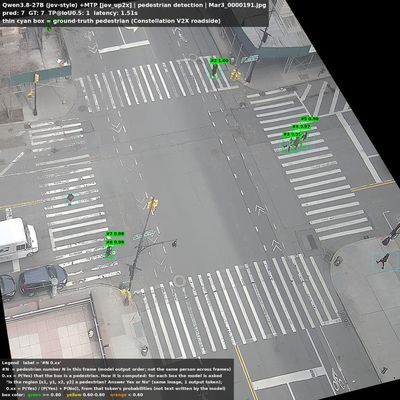 Qwen3.8-27B (jev-style) +MTP [jev_up2x] | pedestrian detection | Mar3_0000191.jpg
pred: 7 GT: 7 TP@IoU0.5: 3 latency: 1.51s
thin cyan box = ground-truth pedestrian (Constellation V2X roadside)
Legend label = '#N 0.xx'
#N = pedestrian number N in this frame (model output order; not the same person across frames)
0.xx = P(Yes) that the box is a pedestrian. How it is computed: for each box the model is asked
"Is the region [x1, y1, x2, y2] a pedestrian? Answer Yes or No" (same image, 1 output token);
0.xx = P(Yes) / (P(Yes) + P(No)), from that token's probabilities (not text written by the model)
box color: green >= 0.80 yellow 0.60-0.80 orange < 0.60